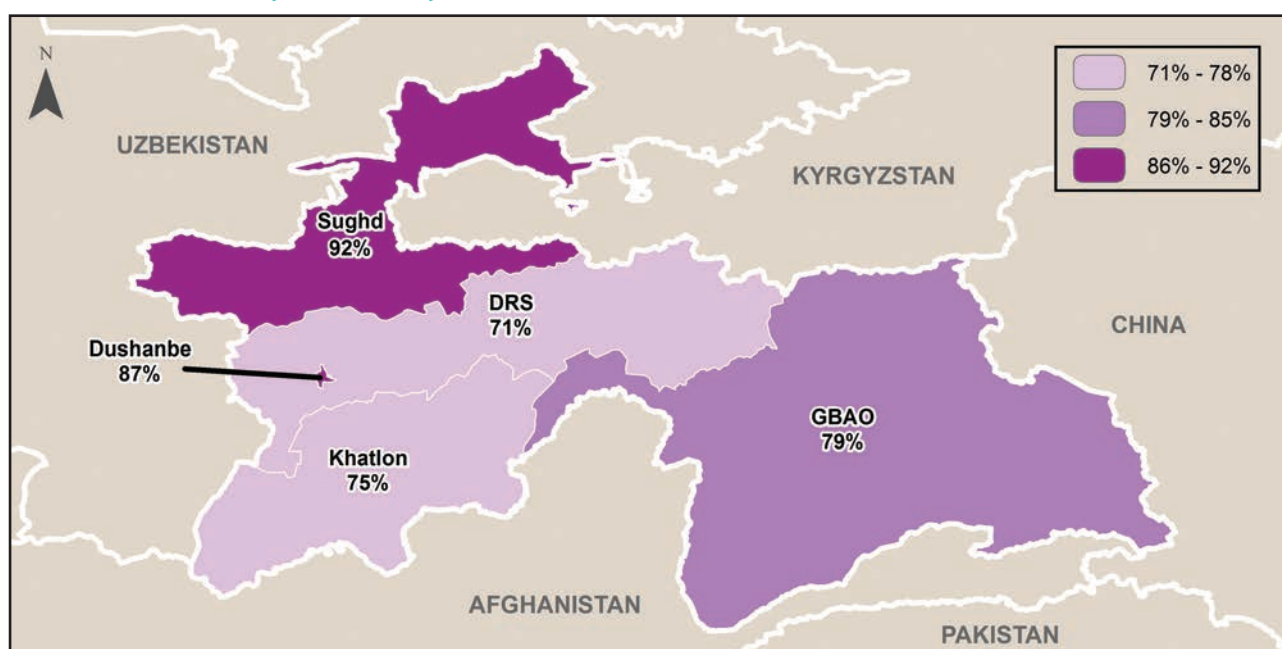 N
71% - 78%
79% - 85%
86% - 92%
UZBEKISTAN
KYRGYZSTAN
Sughd
92%
DRS
71%
CHINA
Dushanbe
87%
GBAO
79%
Khatlon
75%
AFGHANISTAN
PAKISTAN